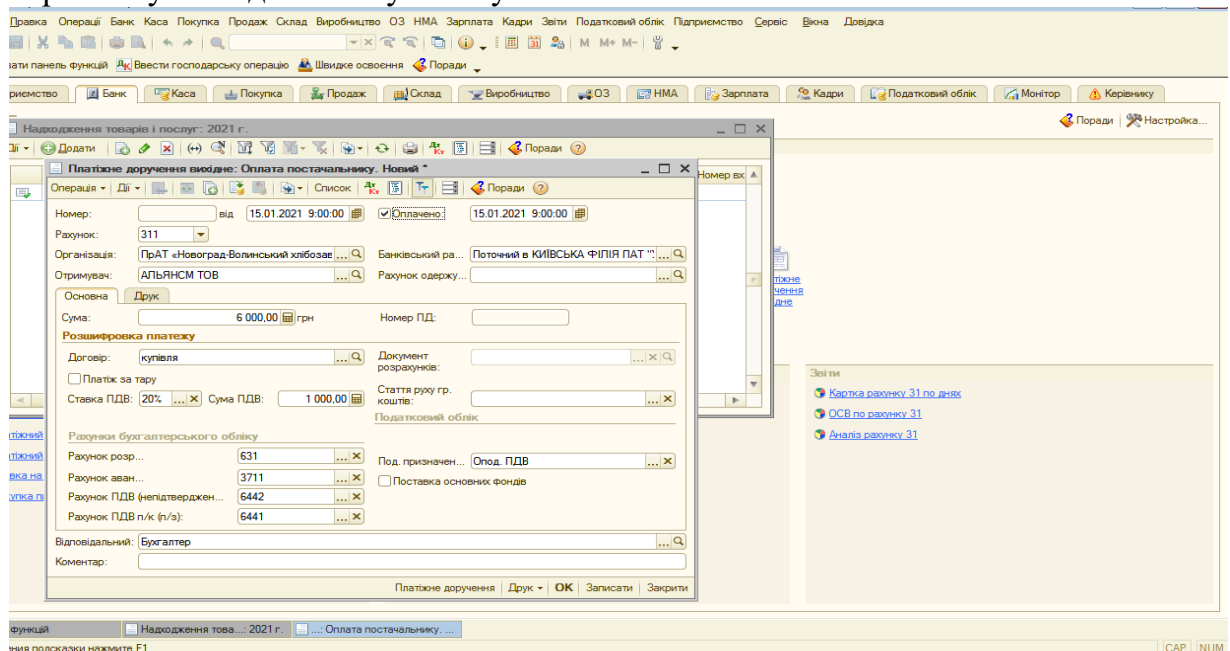 Правка Операції Банк Каса Покупка Продаж Склад Виробництво ОЗ НМА Зарплата Кадри Звіти Податковий облік Підприємство Сервіс Вікна Довідка
M M+ M-
Ввести господарську операцію Швидке освоєння Поради
Банк Каса Покупка Продаж Склад Виробництво ОЗ НМА Зарплата Кадри Податковий облік Монітор Керівнику
Поради Настройка...
Надходження товарів і послуг: 2021 г.
Додати Поради
Номер вх
Платіжне доручення вихідне: Оплата постачальнику. Новий *
Операція Дії Список Поради
Номер: від 15.01.2021 9:00:00 Оплачено: 15.01.2021 9:00:00
Рахунок: 311
Організація: ПрАТ «Новоград-Волинський хлібозав ... Банківський ра... Поточний в КИЇВСЬКА ФІЛІЯ ПАТ "...
Отримувач: АЛЬЯНСМ ТОВ ... Рахунок одержу... ...
Основна Друк
Сума: 6 000,00 грн Номер ПД:
Розшифровка платежу
Договір: купівля ... Документ розрахунків: ...
Платіж за тару
Ставка ПДВ: 20% ... Сума ПДВ: 1 000,00 Стаття руху гр. коштів: ...
Податковий облік
Рахунки бухгалтерського обліку
Рахунок розр... 631 ... Под. призначен... Опод. ПДВ ...
Рахунок аван... 3711 ... Поставка основних фондів
Рахунок ПДВ (непідтверджен... 6442 ...
Рахунок ПДВ п/к (п/з): 6441 ...
Відповідальний: Бухгалтер ...
Коментар:
Платіжне доручення Друк OK Записати Закрити
Звіти
Картка рахунку 31 по днях
ОСВ по рахунку 31
Аналіз рахунку 31
функцій Надходження това...: 2021 г. ...: Оплата постачальнику. ...
подсказки нажмите F1 CAP NUM